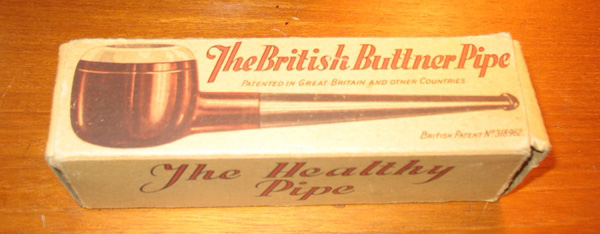 The British Buttner Pipe
PATENTED IN GREAT BRITAIN AND OTHER COUNTRIES
BRITISH PATENT No 318962.
The Healthy
Pipe